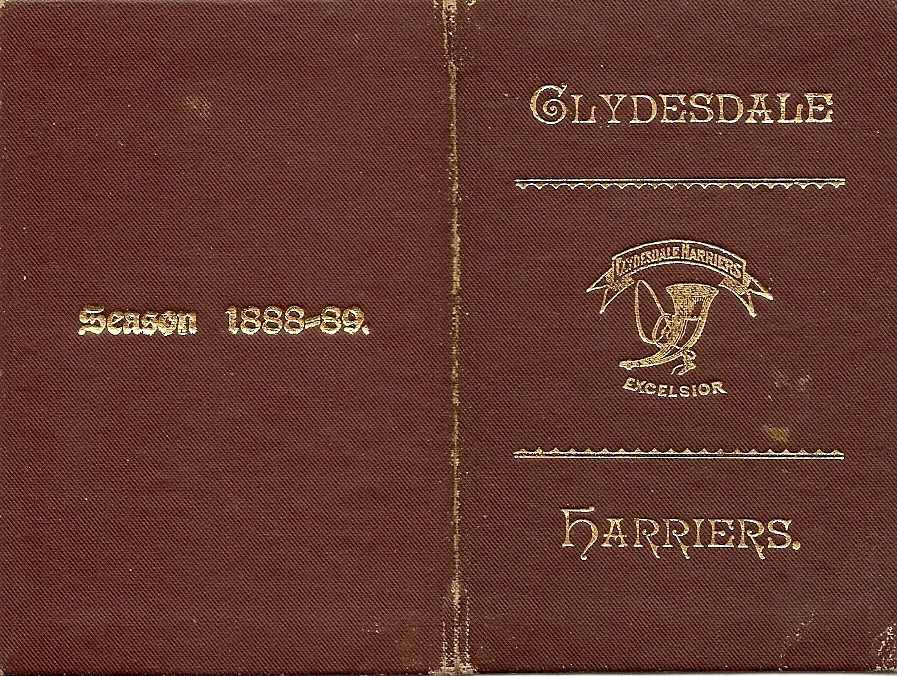 Season 1888-89.
CLYDESDALE
CLYDESDALE HARRIERS
EXCELSIOR
HARRIERS.